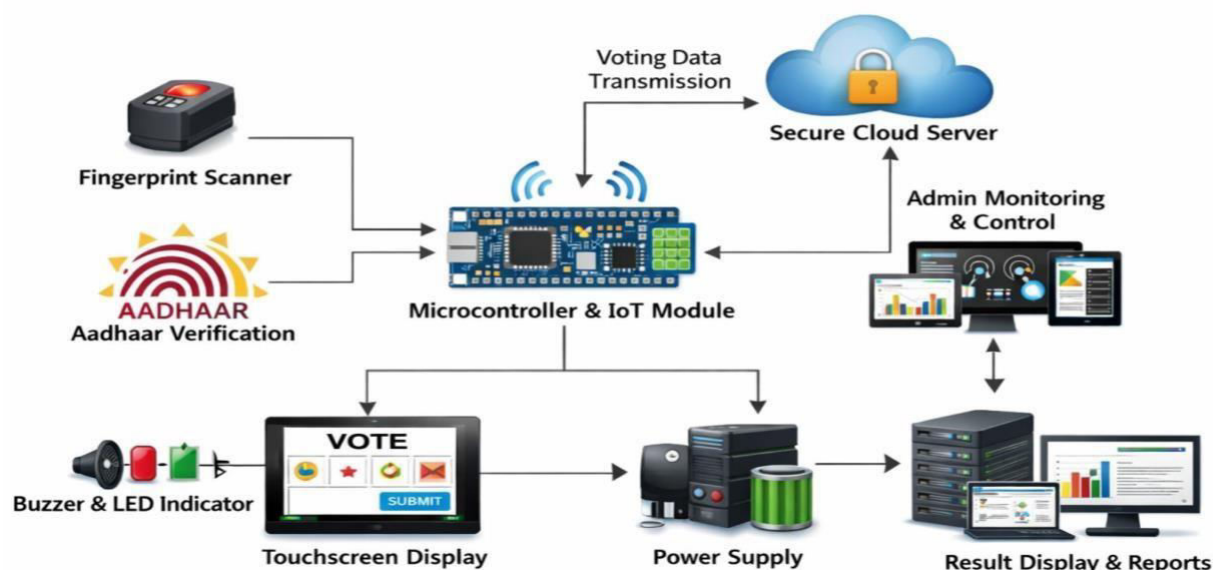 Voting Data
Transmission
Secure Cloud Server
Fingerprint Scanner
Admin Monitoring
& Control
AADHAAR
Aadhaar Verification
Microcontroller & IoT Module
VOTE
SUBMIT
Buzzer & LED Indicator
Touchscreen Display
Power Supply
Result Display & Reports